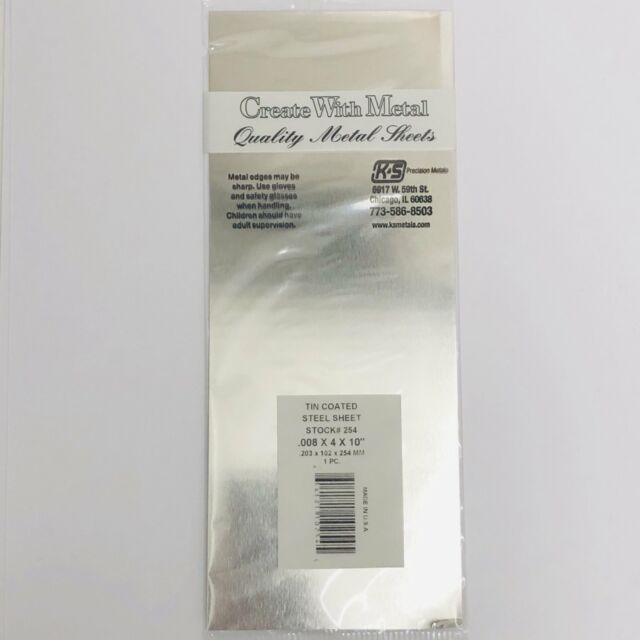 Create With Metal
Quality Metal Sheets
Metal edges may be
sharp. Use gloves
and safety glasses
when handling.
Children should have
adult supervision.
K&S Precision Metals
6917 W. 59th St.
Chicago, IL 60638
773-586-8503
www.ksmetals.com
TIN COATED
STEEL SHEET
STOCK# 254
.008 X 4 X 10"
.203 x 102 x 254 MM
1 PC.
MADE IN U.S.A.